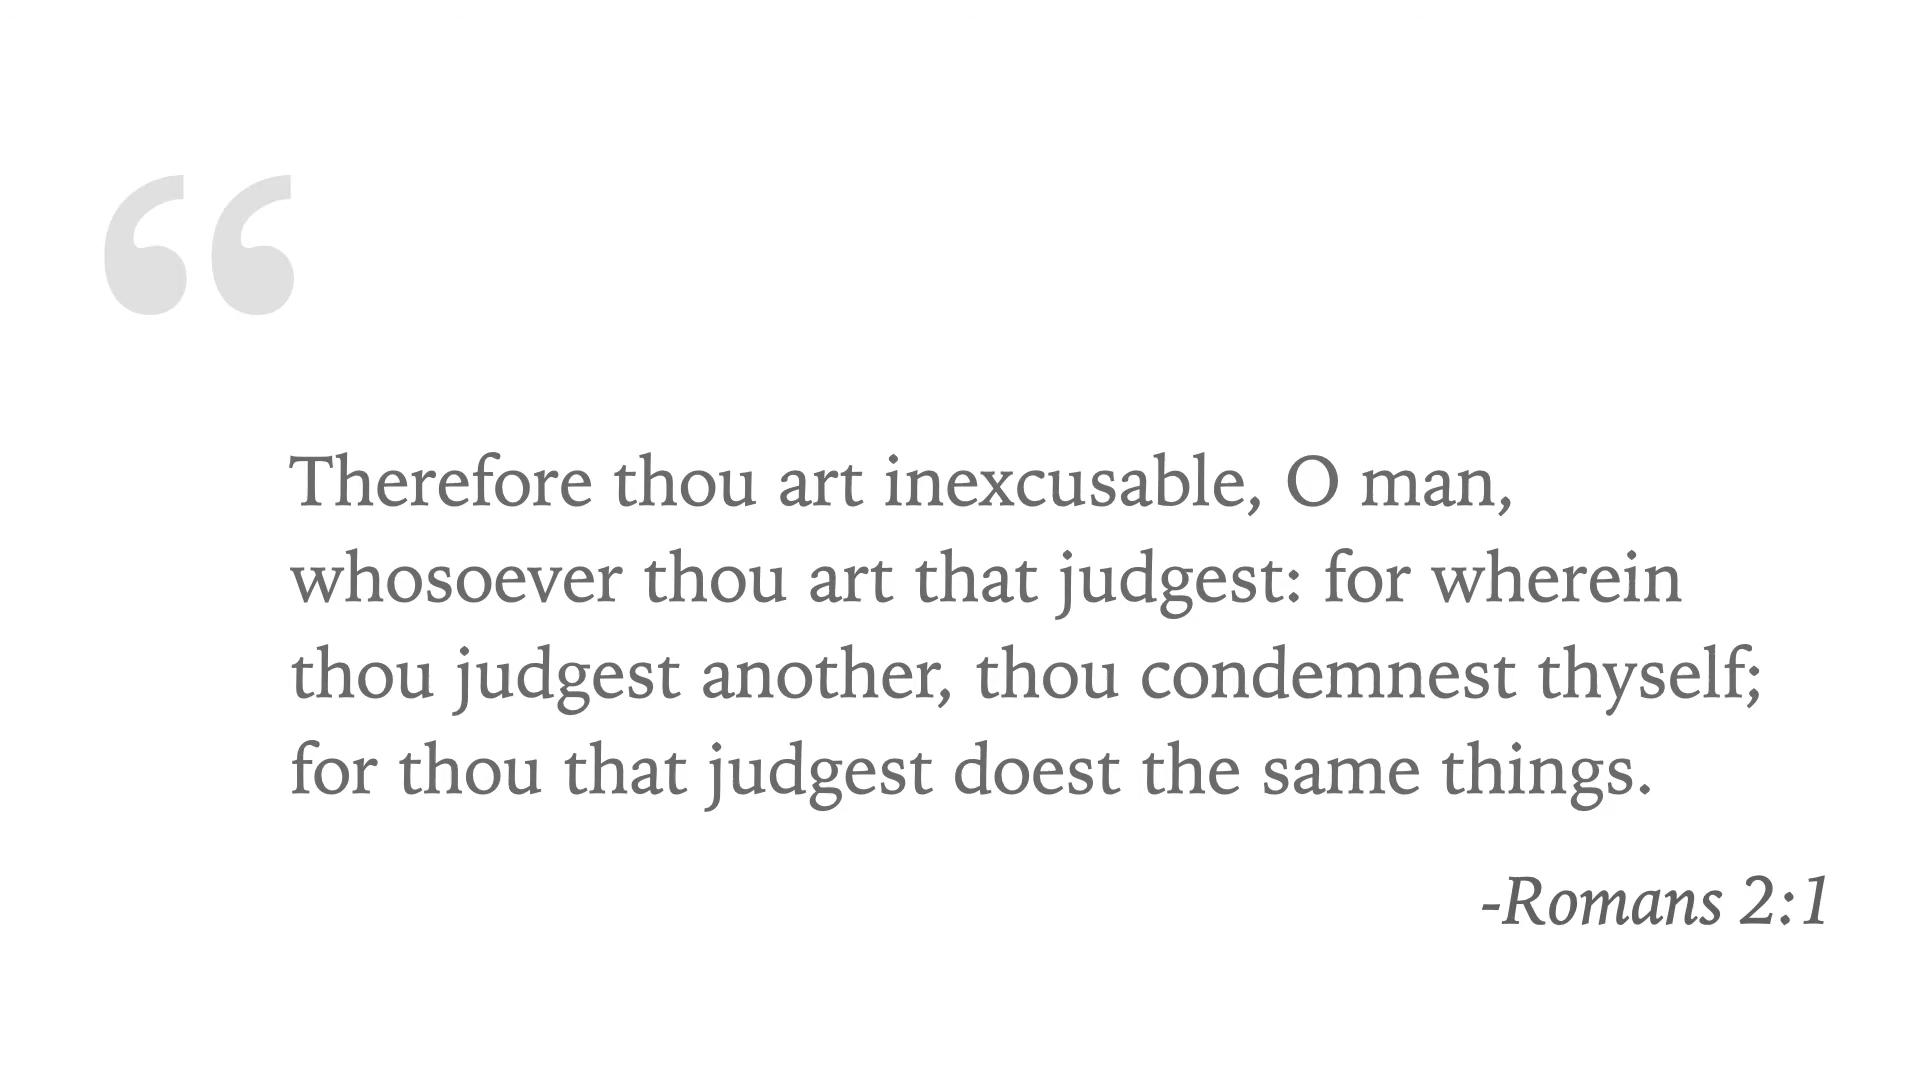 “
Therefore thou art inexcusable, O man,
whosoever thou art that judgest: for wherein
thou judgest another, thou condemnest thyself;
for thou that judgest doest the same things.
-Romans 2:1